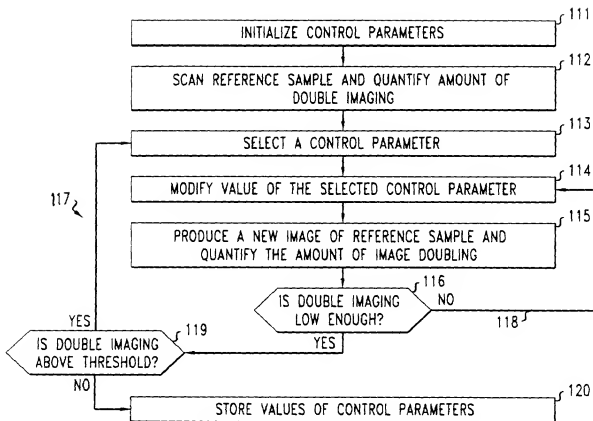 111
INITIALIZE CONTROL PARAMETERS
112
SCAN REFERENCE SAMPLE AND QUANTIFY AMOUNT OF
DOUBLE IMAGING
113
SELECT A CONTROL PARAMETER
114
MODIFY VALUE OF THE SELECTED CONTROL PARAMETER
117
115
PRODUCE A NEW IMAGE OF REFERENCE SAMPLE AND
QUANTIFY THE AMOUNT OF IMAGE DOUBLING
116
IS DOUBLE IMAGING
LOW ENOUGH?
NO
118
YES
YES
119
IS DOUBLE IMAGING
ABOVE THRESHOLD?
NO
120
STORE VALUES OF CONTROL PARAMETERS